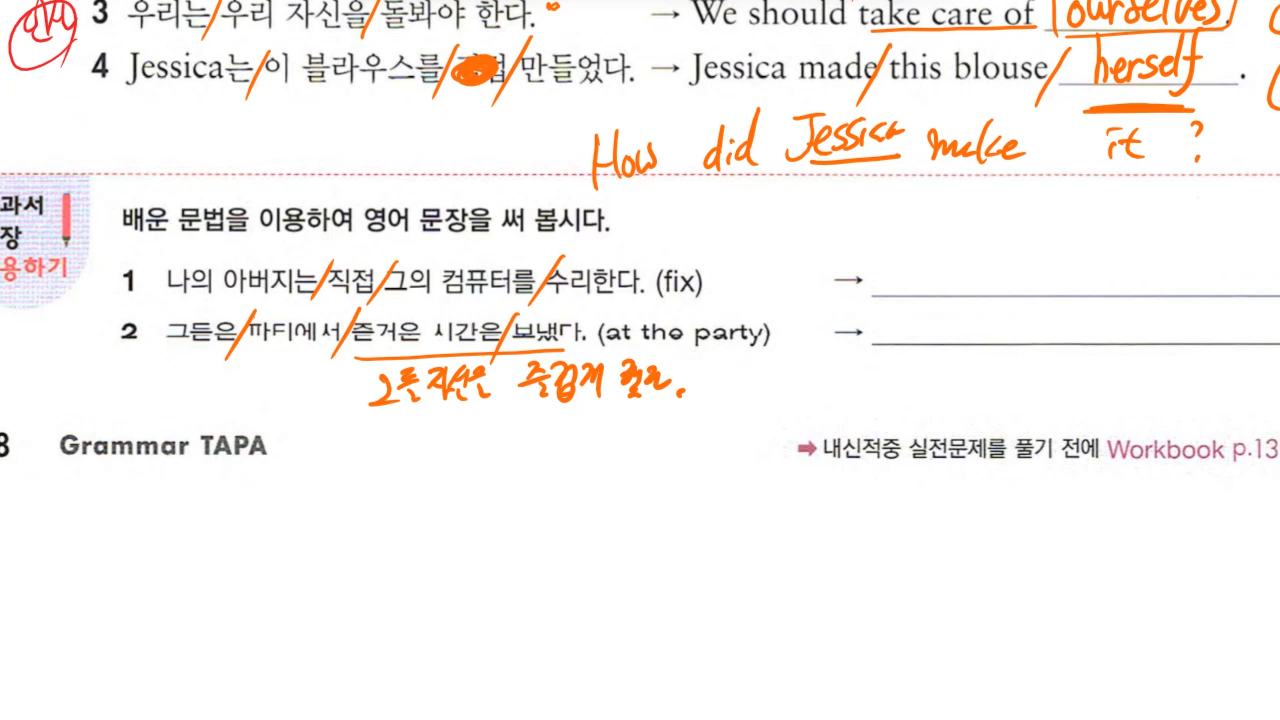 3 우리는/우리 자신을/돌봐야 한다. → We should take care of ourselves.
4 Jessica는/이 블라우스를/ /만들었다. → Jessica made/this blouse/ herself.
How did Jessica make it ?
과서
장
용하기
배운 문법을 이용하여 영어 문장을 써 봅시다.
1 나의 아버지는/직접/그의 컴퓨터를/수리한다. (fix) →
2 그들은/파티에서/즐거운 시간을/보냈다. (at the party) →
즐겁게
8 Grammar TAPA
➡ 내신적중 실전문제를 풀기 전에 Workbook p.13